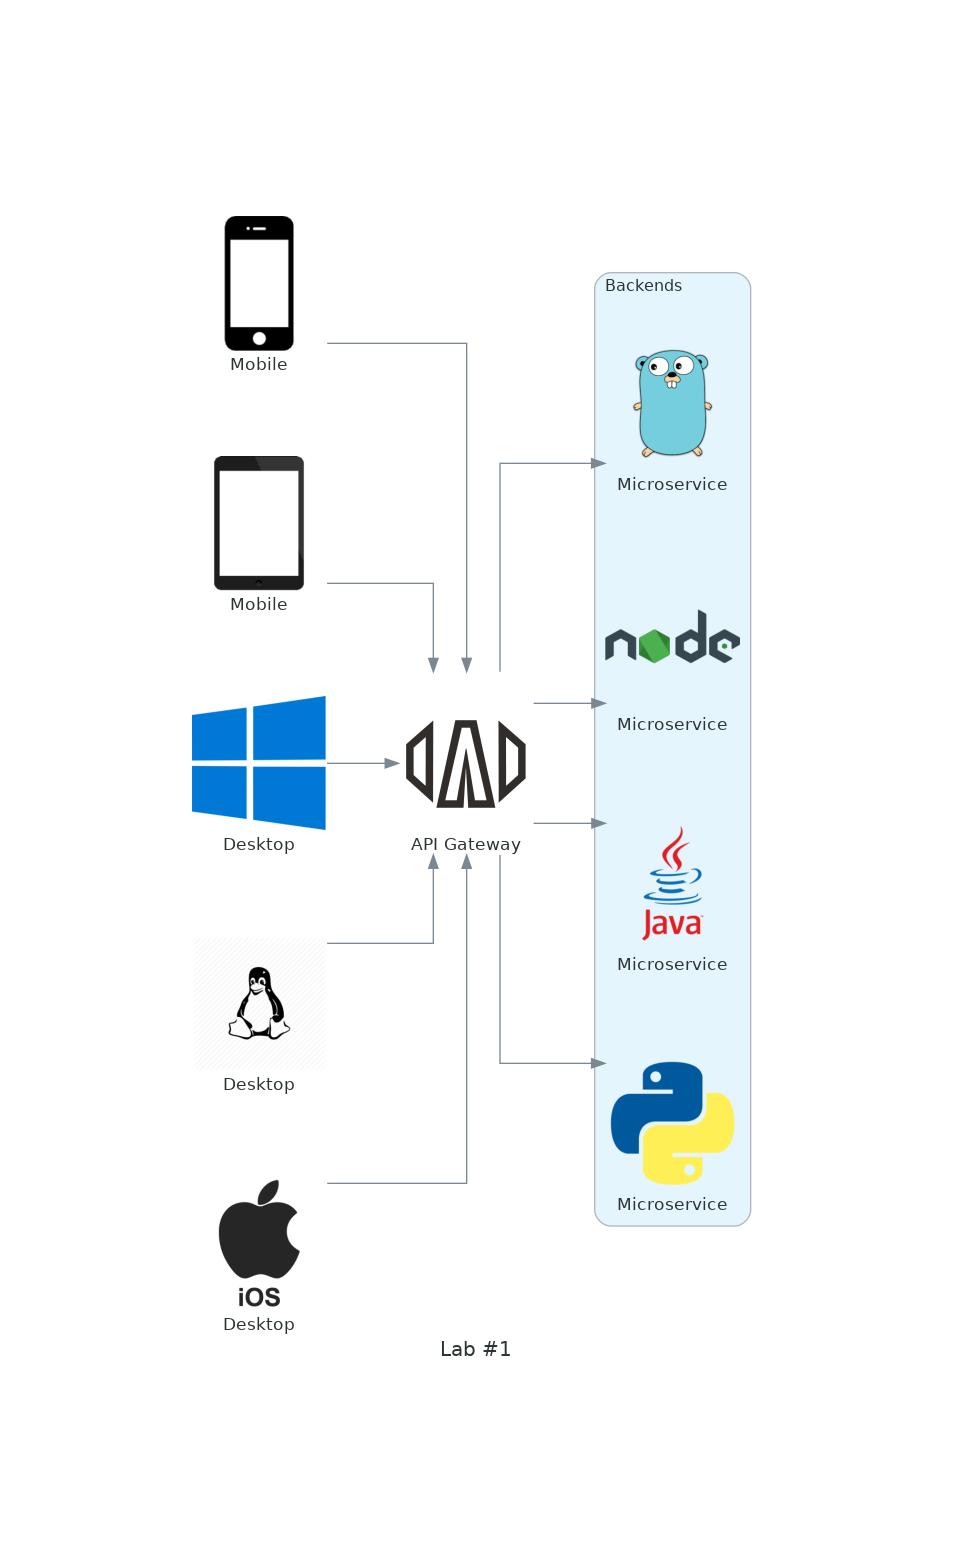 Mobile
Mobile
Desktop
Desktop
iOS
Desktop
API Gateway
Backends
Microservice
node
Microservice
Java
Microservice
Microservice
Lab #1